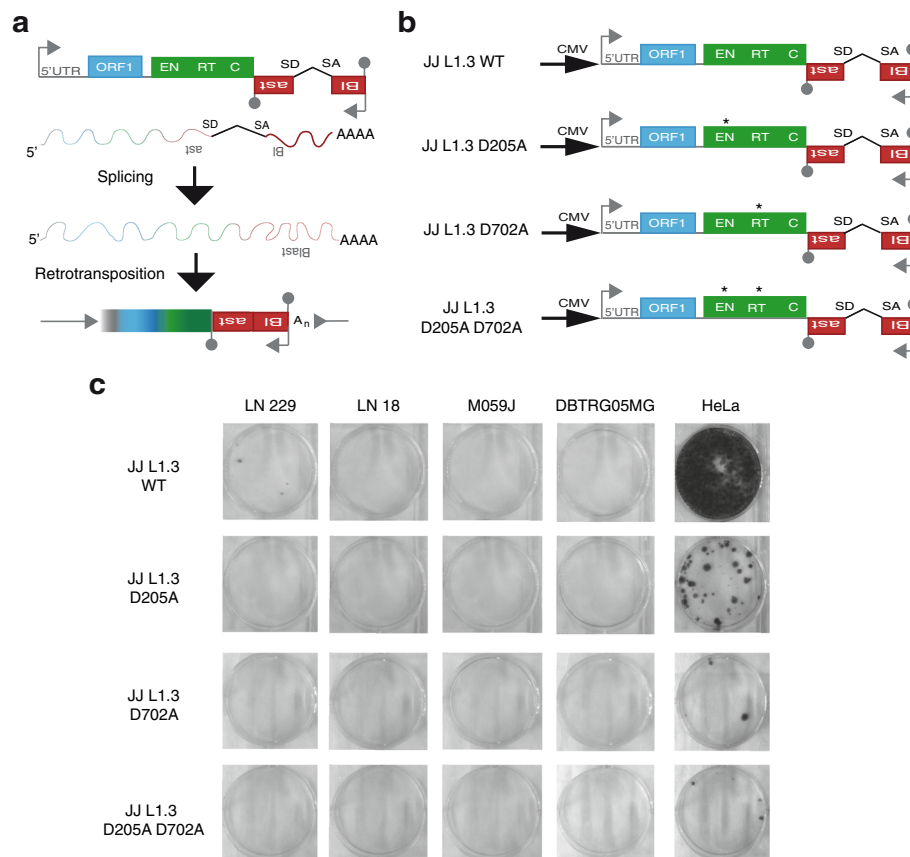 a
5'UTR ORF1 EN RT C SD SA
ast Bl
5' SD SA AAAA
ast Bl
Splicing
5' AAAA
Blast
Retrotransposition
ast Bl An
b
JJ L1.3 WT CMV 5'UTR ORF1 EN RT C SD SA
ast Bl
JJ L1.3 D205A CMV 5'UTR ORF1 * EN RT C SD SA
ast Bl
JJ L1.3 D702A CMV 5'UTR ORF1 EN * RT C SD SA
ast Bl
JJ L1.3
D205A D702A CMV 5'UTR ORF1 * EN * RT C SD SA
ast Bl
c
LN 229 LN 18 M059J DBTRG05MG HeLa
JJ L1.3
WT
JJ L1.3
D205A
JJ L1.3
D702A
JJ L1.3
D205A D702A